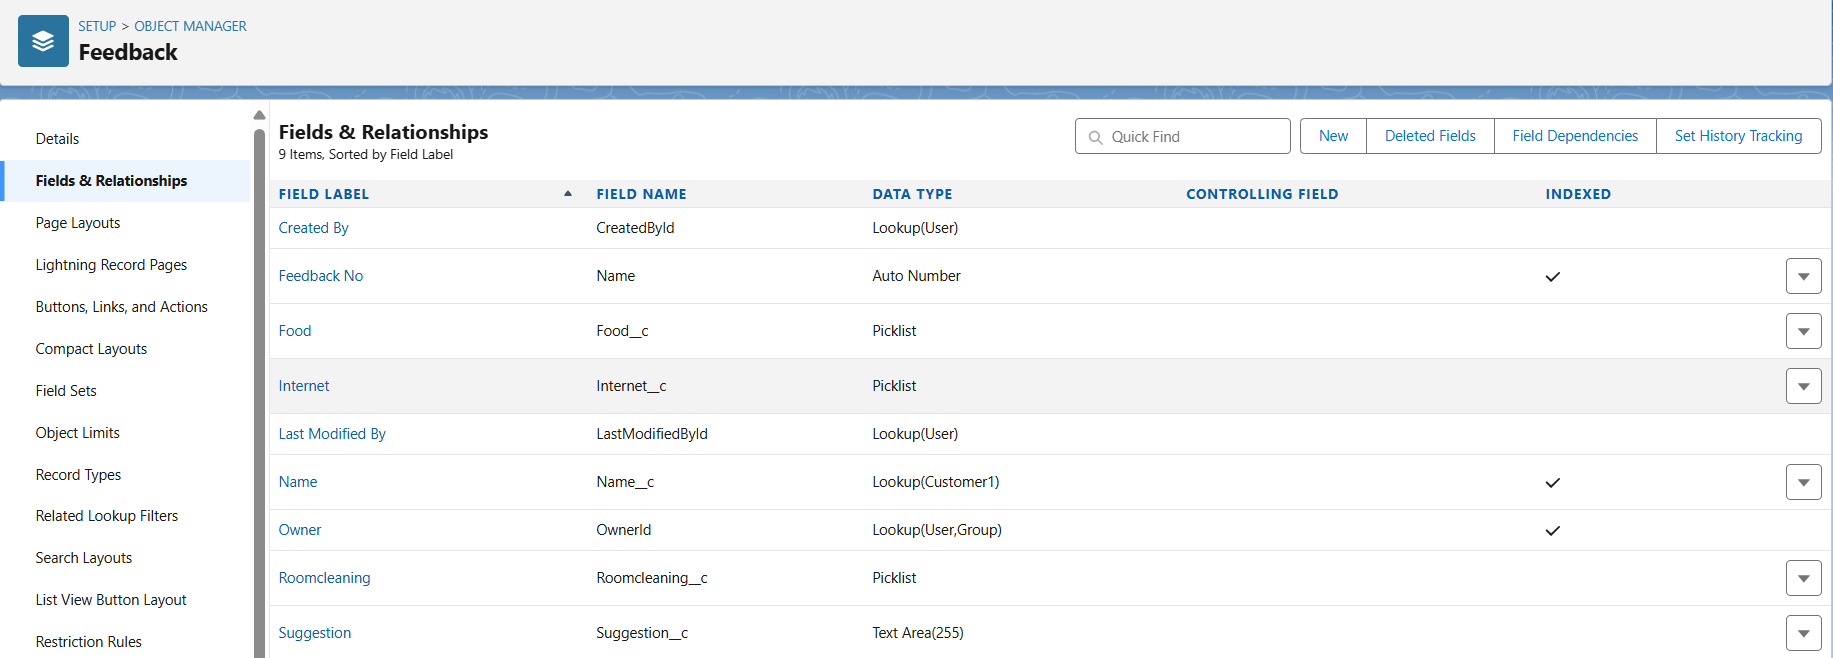 SETUP > OBJECT MANAGER
Feedback
Details
Fields & Relationships
Page Layouts
Lightning Record Pages
Buttons, Links, and Actions
Compact Layouts
Field Sets
Object Limits
Record Types
Related Lookup Filters
Search Layouts
List View Button Layout
Restriction Rules
Fields & Relationships
9 Items, Sorted by Field Label
Quick Find
New Deleted Fields Field Dependencies Set History Tracking
FIELD LABEL FIELD NAME DATA TYPE CONTROLLING FIELD INDEXED
Created By CreatedById Lookup(User)
Feedback No Name Auto Number
Food Food__c Picklist
Internet Internet__c Picklist
Last Modified By LastModifiedById Lookup(User)
Name Name__c Lookup(Customer1)
Owner OwnerId Lookup(User,Group)
Roomcleaning Roomcleaning__c Picklist
Suggestion Suggestion__c Text Area(255)